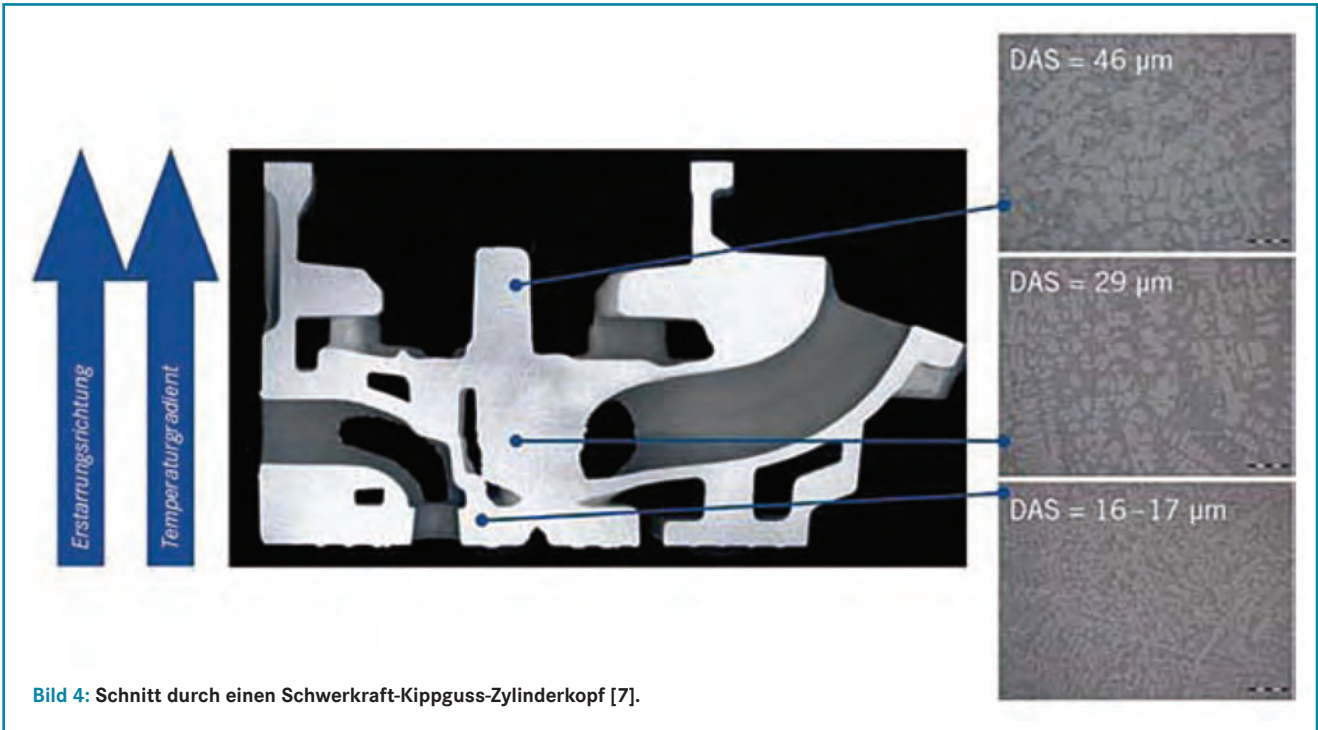 DAS = 46 µm
DAS = 29 µm
DAS = 16–17 µm
Erstarrungsrichtung
Temperaturgradient
Bild 4: Schnitt durch einen Schwerkraft-Kippguss-Zylinderkopf [7].